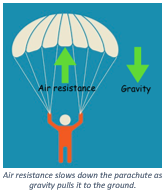 Air resistance
Gravity
Air resistance slows down the parachute as
gravity pulls it to the ground.